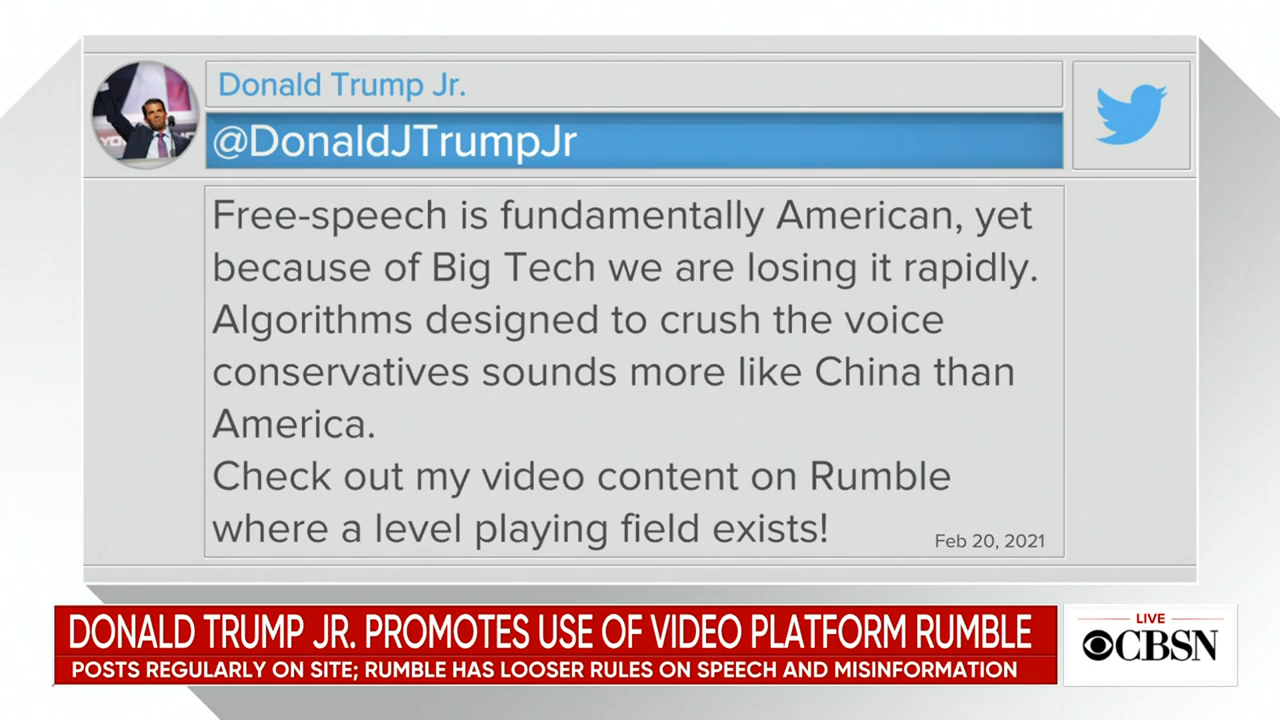 Donald Trump Jr.
@DonaldJTrumpJr
Free-speech is fundamentally American, yet
because of Big Tech we are losing it rapidly.
Algorithms designed to crush the voice
conservatives sounds more like China than
America.
Check out my video content on Rumble
where a level playing field exists!
Feb 20, 2021
DONALD TRUMP JR. PROMOTES USE OF VIDEO PLATFORM RUMBLE
POSTS REGULARLY ON SITE; RUMBLE HAS LOOSER RULES ON SPEECH AND MISINFORMATION
LIVE
CBSN